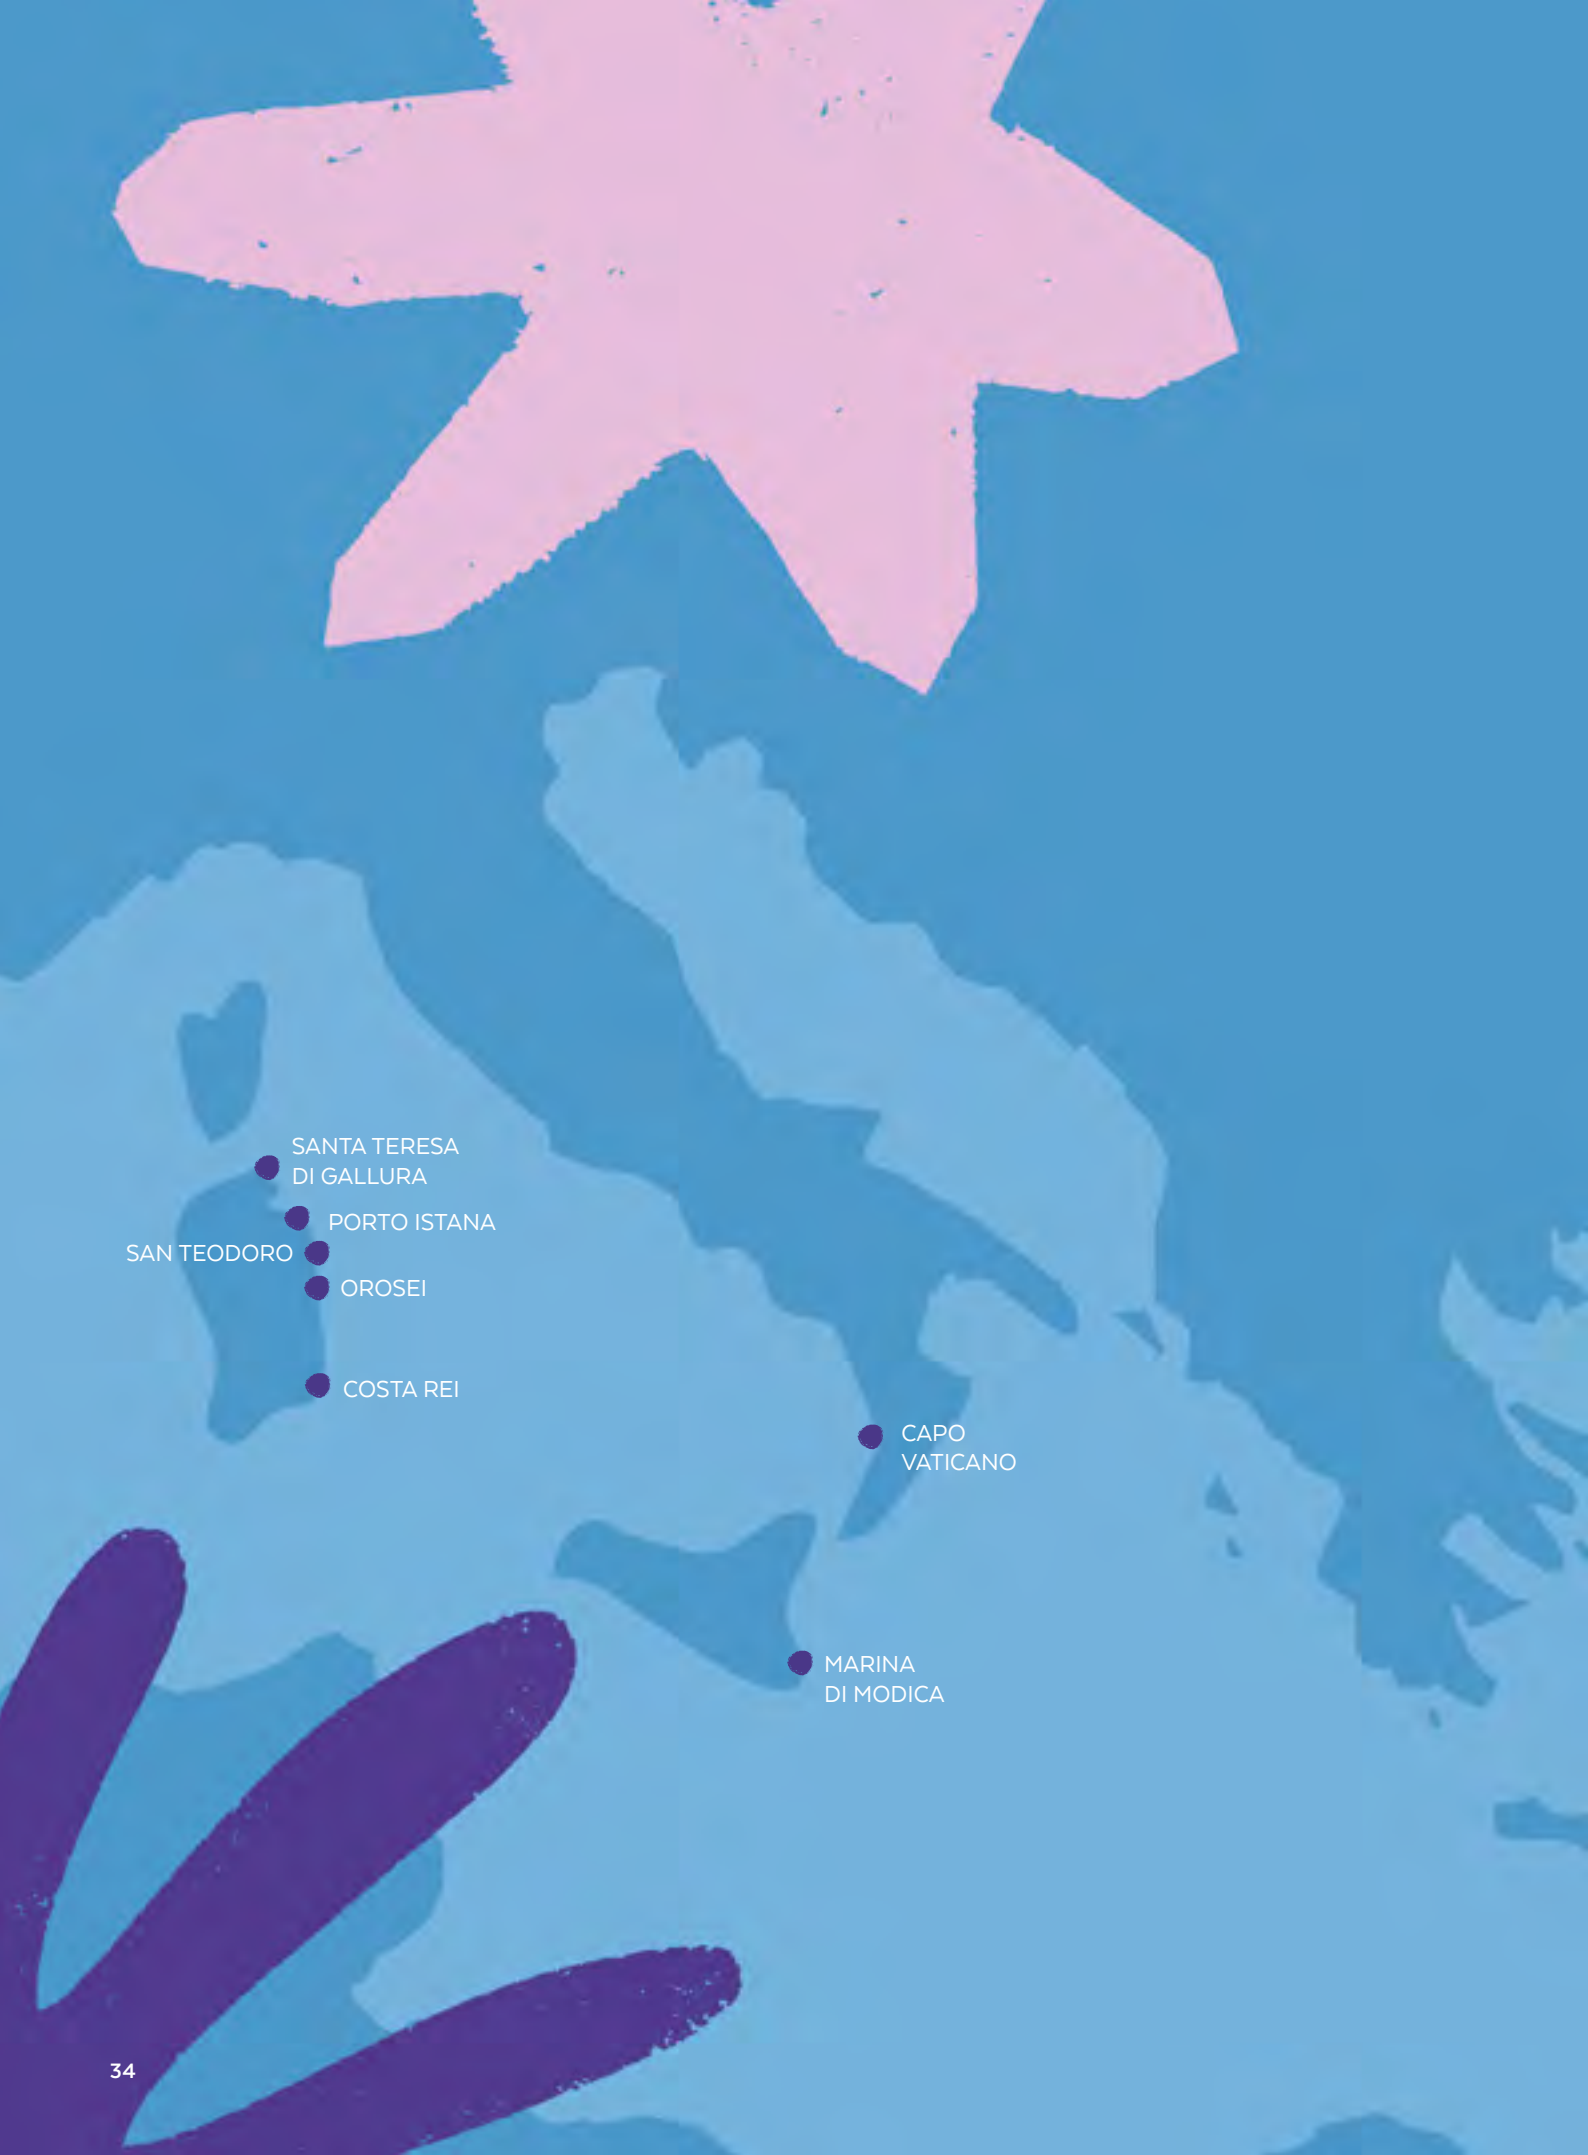 SANTA TERESA
DI GALLURA
PORTO ISTANA
SAN TEODORO
OROSEI
COSTA REI
CAPO
VATICANO
MARINA
DI MODICA
34